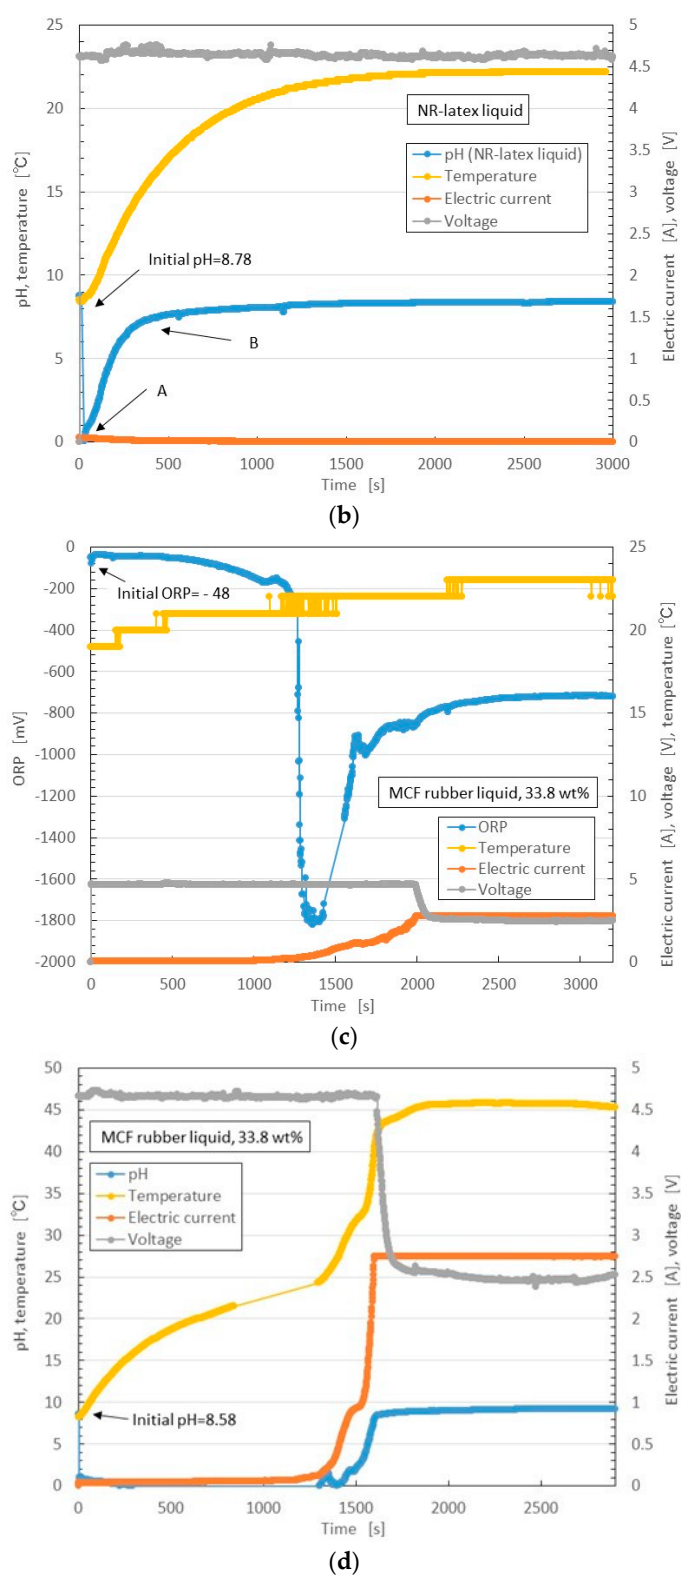 25
20
15
10
5
0
pH, temperature [℃]
5
4.5
4
3.5
3
2.5
2
1.5
1
0.5
0
Electric current [A], voltage [V]
NR-latex liquid
pH (NR-latex liquid)
Temperature
Electric current
Voltage
Initial pH=8.78
B
A
0 500 1000 1500 2000 2500 3000
Time [s]
(b)
0
-200
-400
-600
-800
-1000
-1200
-1400
-1600
-1800
-2000
ORP [mV]
25
20
15
10
5
0
Electric current [A], voltage [V], temperature [℃]
Initial ORP= - 48
MCF rubber liquid, 33.8 wt%
ORP
Temperature
Electric current
Voltage
0 500 1000 1500 2000 2500 3000
Time [s]
(c)
50
45
40
35
30
25
20
15
10
5
0
pH, temperature [℃]
5
4.5
4
3.5
3
2.5
2
1.5
1
0.5
0
Electric current [A], voltage [V]
MCF rubber liquid, 33.8 wt%
pH
Temperature
Electric current
Voltage
Initial pH=8.58
0 500 1000 1500 2000 2500
Time [s]
(d)